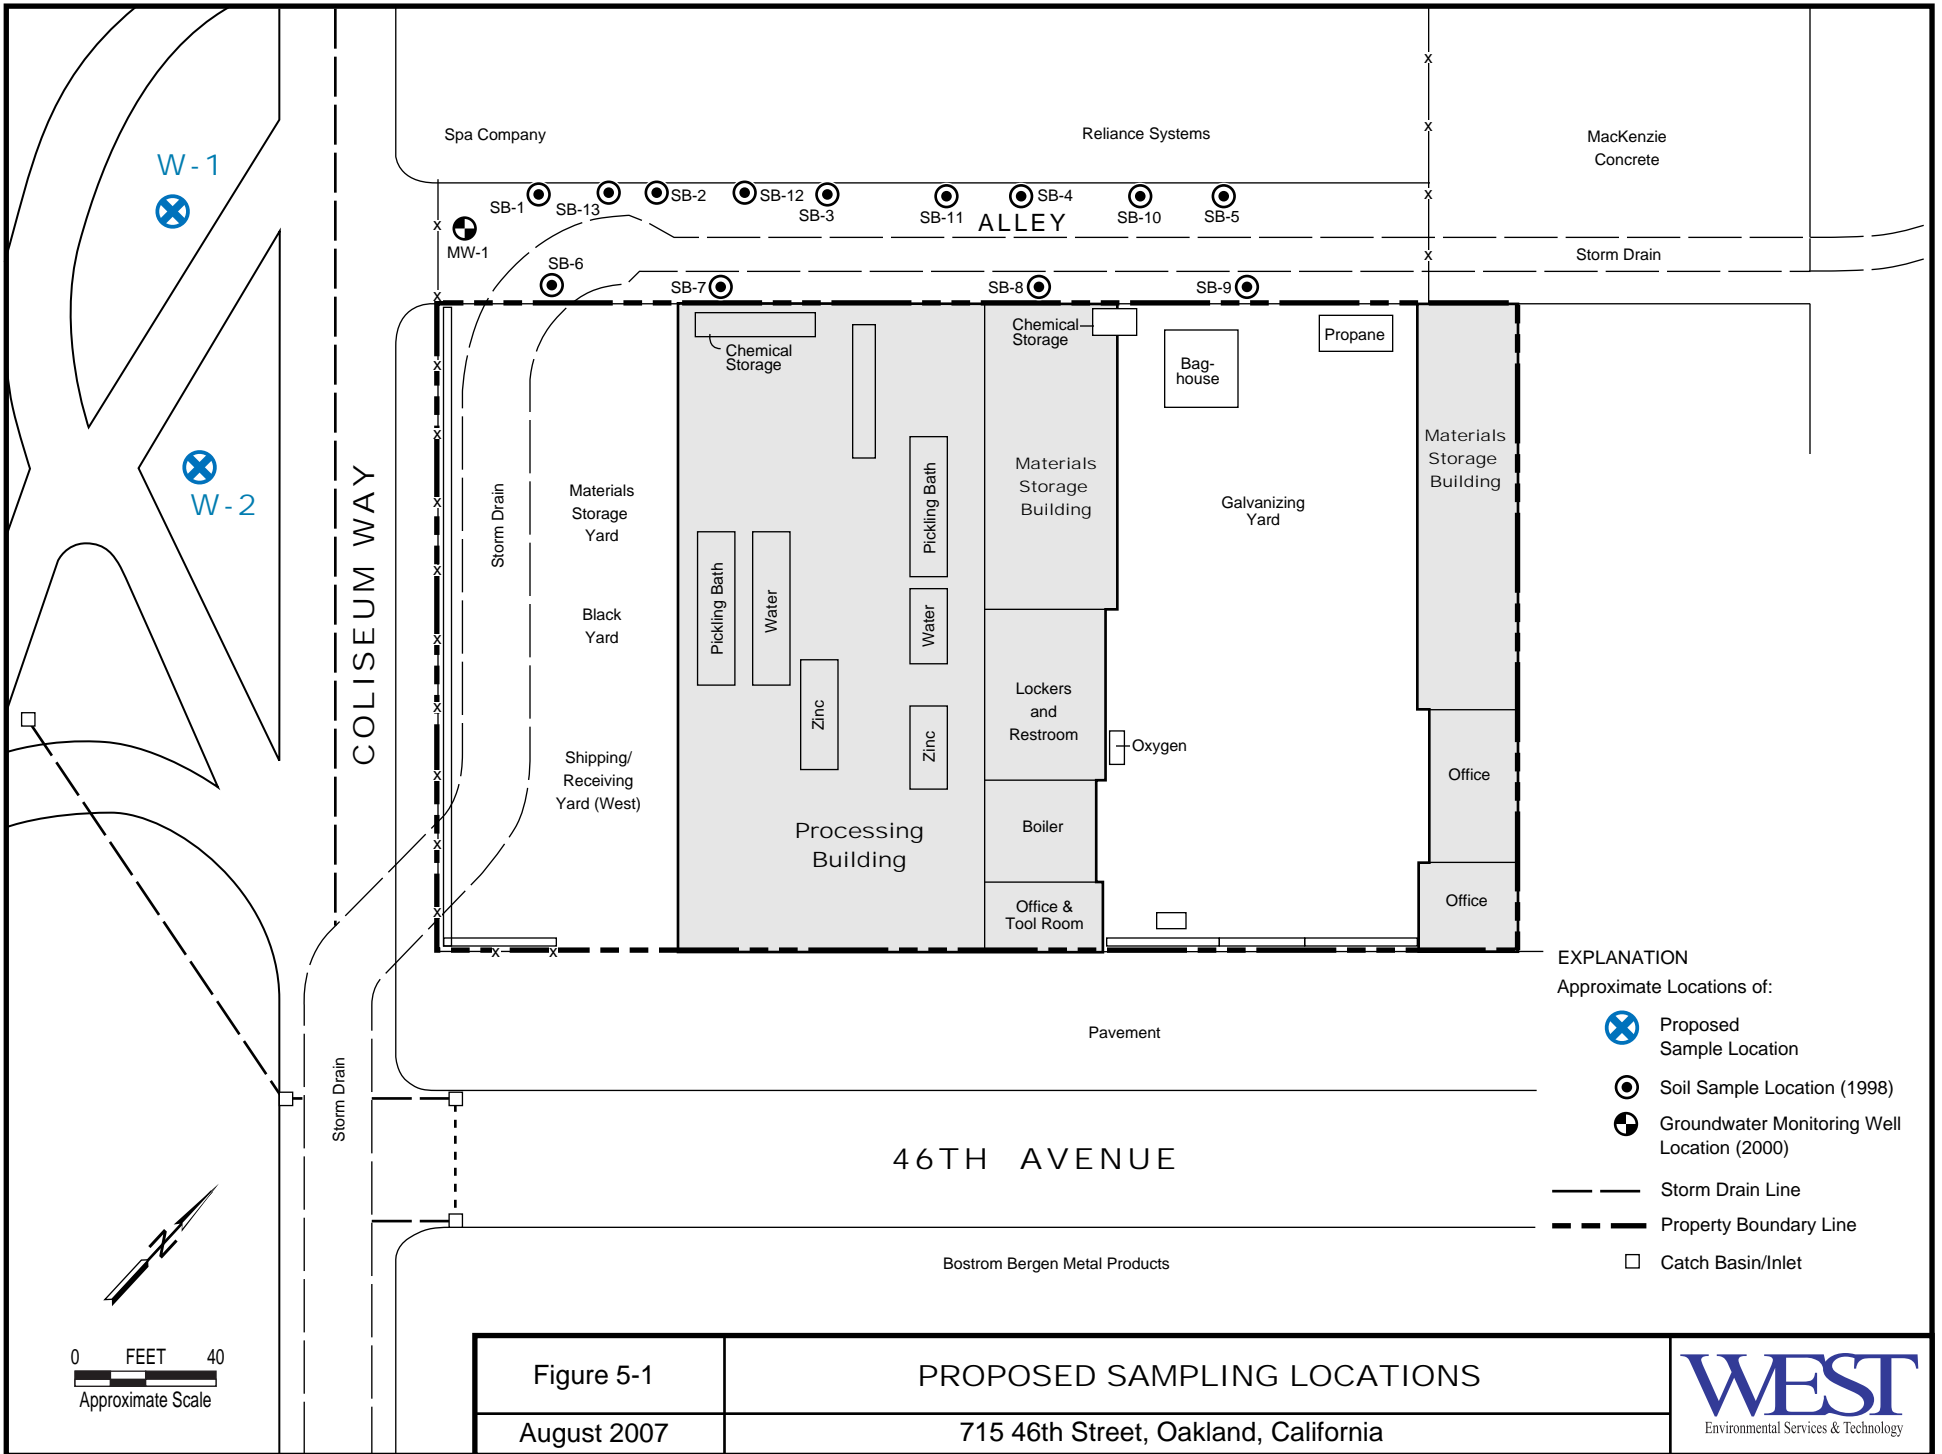 Spa Company
Reliance Systems
MacKenzie
Concrete
W-1
SB-1
SB-13
SB-2
SB-12
SB-3
SB-11
SB-4
SB-10
SB-5
ALLEY
MW-1
SB-6
Storm Drain
SB-7
SB-8
SB-9
Chemical
Storage
Chemical
Storage
Bag-
house
Propane
W-2
COLISEUM WAY
Storm Drain
Materials
Storage
Yard
Black
Yard
Shipping/
Receiving
Yard (West)
Pickling Bath
Water
Zinc
Pickling Bath
Water
Zinc
Processing
Building
Materials
Storage
Building
Lockers
and
Restroom
Oxygen
Boiler
Office &
Tool Room
Galvanizing
Yard
Materials
Storage
Building
Office
Office
Pavement
Storm Drain
46TH AVENUE
Bostrom Bergen Metal Products
EXPLANATION
Approximate Locations of:
Proposed
Sample Location
Soil Sample Location (1998)
Groundwater Monitoring Well
Location (2000)
Storm Drain Line
Property Boundary Line
Catch Basin/Inlet
N
0 FEET 40
Approximate Scale
Figure 5-1
PROPOSED SAMPLING LOCATIONS
August 2007
715 46th Street, Oakland, California
WEST
Environmental Services & Technology